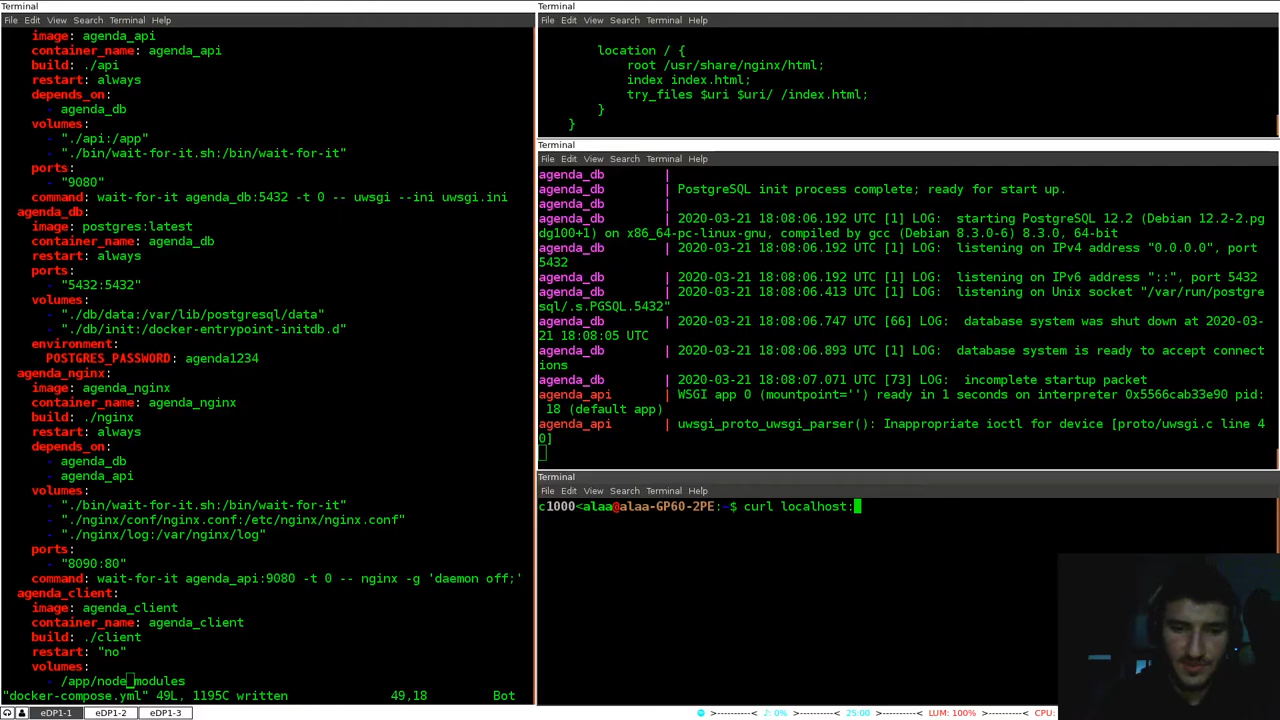 Terminal
File Edit View Search Terminal Help
image: agenda_api
container_name: agenda_api
build: ./api
restart: always
depends_on:
- agenda_db
volumes:
- "./api:/app"
- "./bin/wait-for-it.sh:/bin/wait-for-it"
ports:
- "9080"
command: wait-for-it agenda_db:5432 -t 0 -- uwsgi --ini uwsgi.ini
agenda_db:
image: postgres:latest
container_name: agenda_db
restart: always
ports:
- "5432:5432"
volumes:
- "./db/data:/var/lib/postgresql/data"
- "./db/init:/docker-entrypoint-initdb.d"
environment:
POSTGRES_PASSWORD: agenda1234
agenda_nginx:
image: agenda_nginx
container_name: agenda_nginx
build: ./nginx
restart: always
depends_on:
- agenda_db
- agenda_api
volumes:
- "./bin/wait-for-it.sh:/bin/wait-for-it"
- "./nginx/conf/nginx.conf:/etc/nginx/nginx.conf"
- "./nginx/log:/var/nginx/log"
ports:
- "8090:80"
command: wait-for-it agenda_api:9080 -t 0 -- nginx -g 'daemon off;'
agenda_client:
image: agenda_client
container_name: agenda_client
build: ./client
restart: "no"
volumes:
- /app/node_modules
"docker-compose.yml" 49L, 1195C written 49,18 Bot
Terminal
File Edit View Search Terminal Help
location / {
root /usr/share/nginx/html;
index index.html;
try_files $uri $uri/ /index.html;
}
}
Terminal
File Edit View Search Terminal Help
agenda_db |
agenda_db | PostgreSQL init process complete; ready for start up.
agenda_db |
agenda_db | 2020-03-21 18:08:06.192 UTC [1] LOG: starting PostgreSQL 12.2 (Debian 12.2-2.pg
dg100+1) on x86_64-pc-linux-gnu, compiled by gcc (Debian 8.3.0-6) 8.3.0, 64-bit
agenda_db | 2020-03-21 18:08:06.192 UTC [1] LOG: listening on IPv4 address "0.0.0.0", port
5432
agenda_db | 2020-03-21 18:08:06.192 UTC [1] LOG: listening on IPv6 address "::", port 5432
agenda_db | 2020-03-21 18:08:06.413 UTC [1] LOG: listening on Unix socket "/var/run/postgre
sql/.s.PGSQL.5432"
agenda_db | 2020-03-21 18:08:06.747 UTC [66] LOG: database system was shut down at 2020-03-
21 18:08:05 UTC
agenda_db | 2020-03-21 18:08:06.893 UTC [1] LOG: database system is ready to accept connect
ions
agenda_db | 2020-03-21 18:08:07.071 UTC [73] LOG: incomplete startup packet
agenda_api | WSGI app 0 (mountpoint='') ready in 1 seconds on interpreter 0x5566cab33e90 pid:
18 (default app)
agenda_api | uwsgi_proto_uwsgi_parser(): Inappropriate ioctl for device [proto/uwsgi.c line 4
0]
Terminal
File Edit View Search Terminal Help
c1000<alaa@alaa-GP60-2PE:~$ curl localhost:
eDP1-1 eDP1-2 eDP1-3 >----------< ♪: 0% >----------< 25:00 >----------< LUM: 100% >----------< CPU: